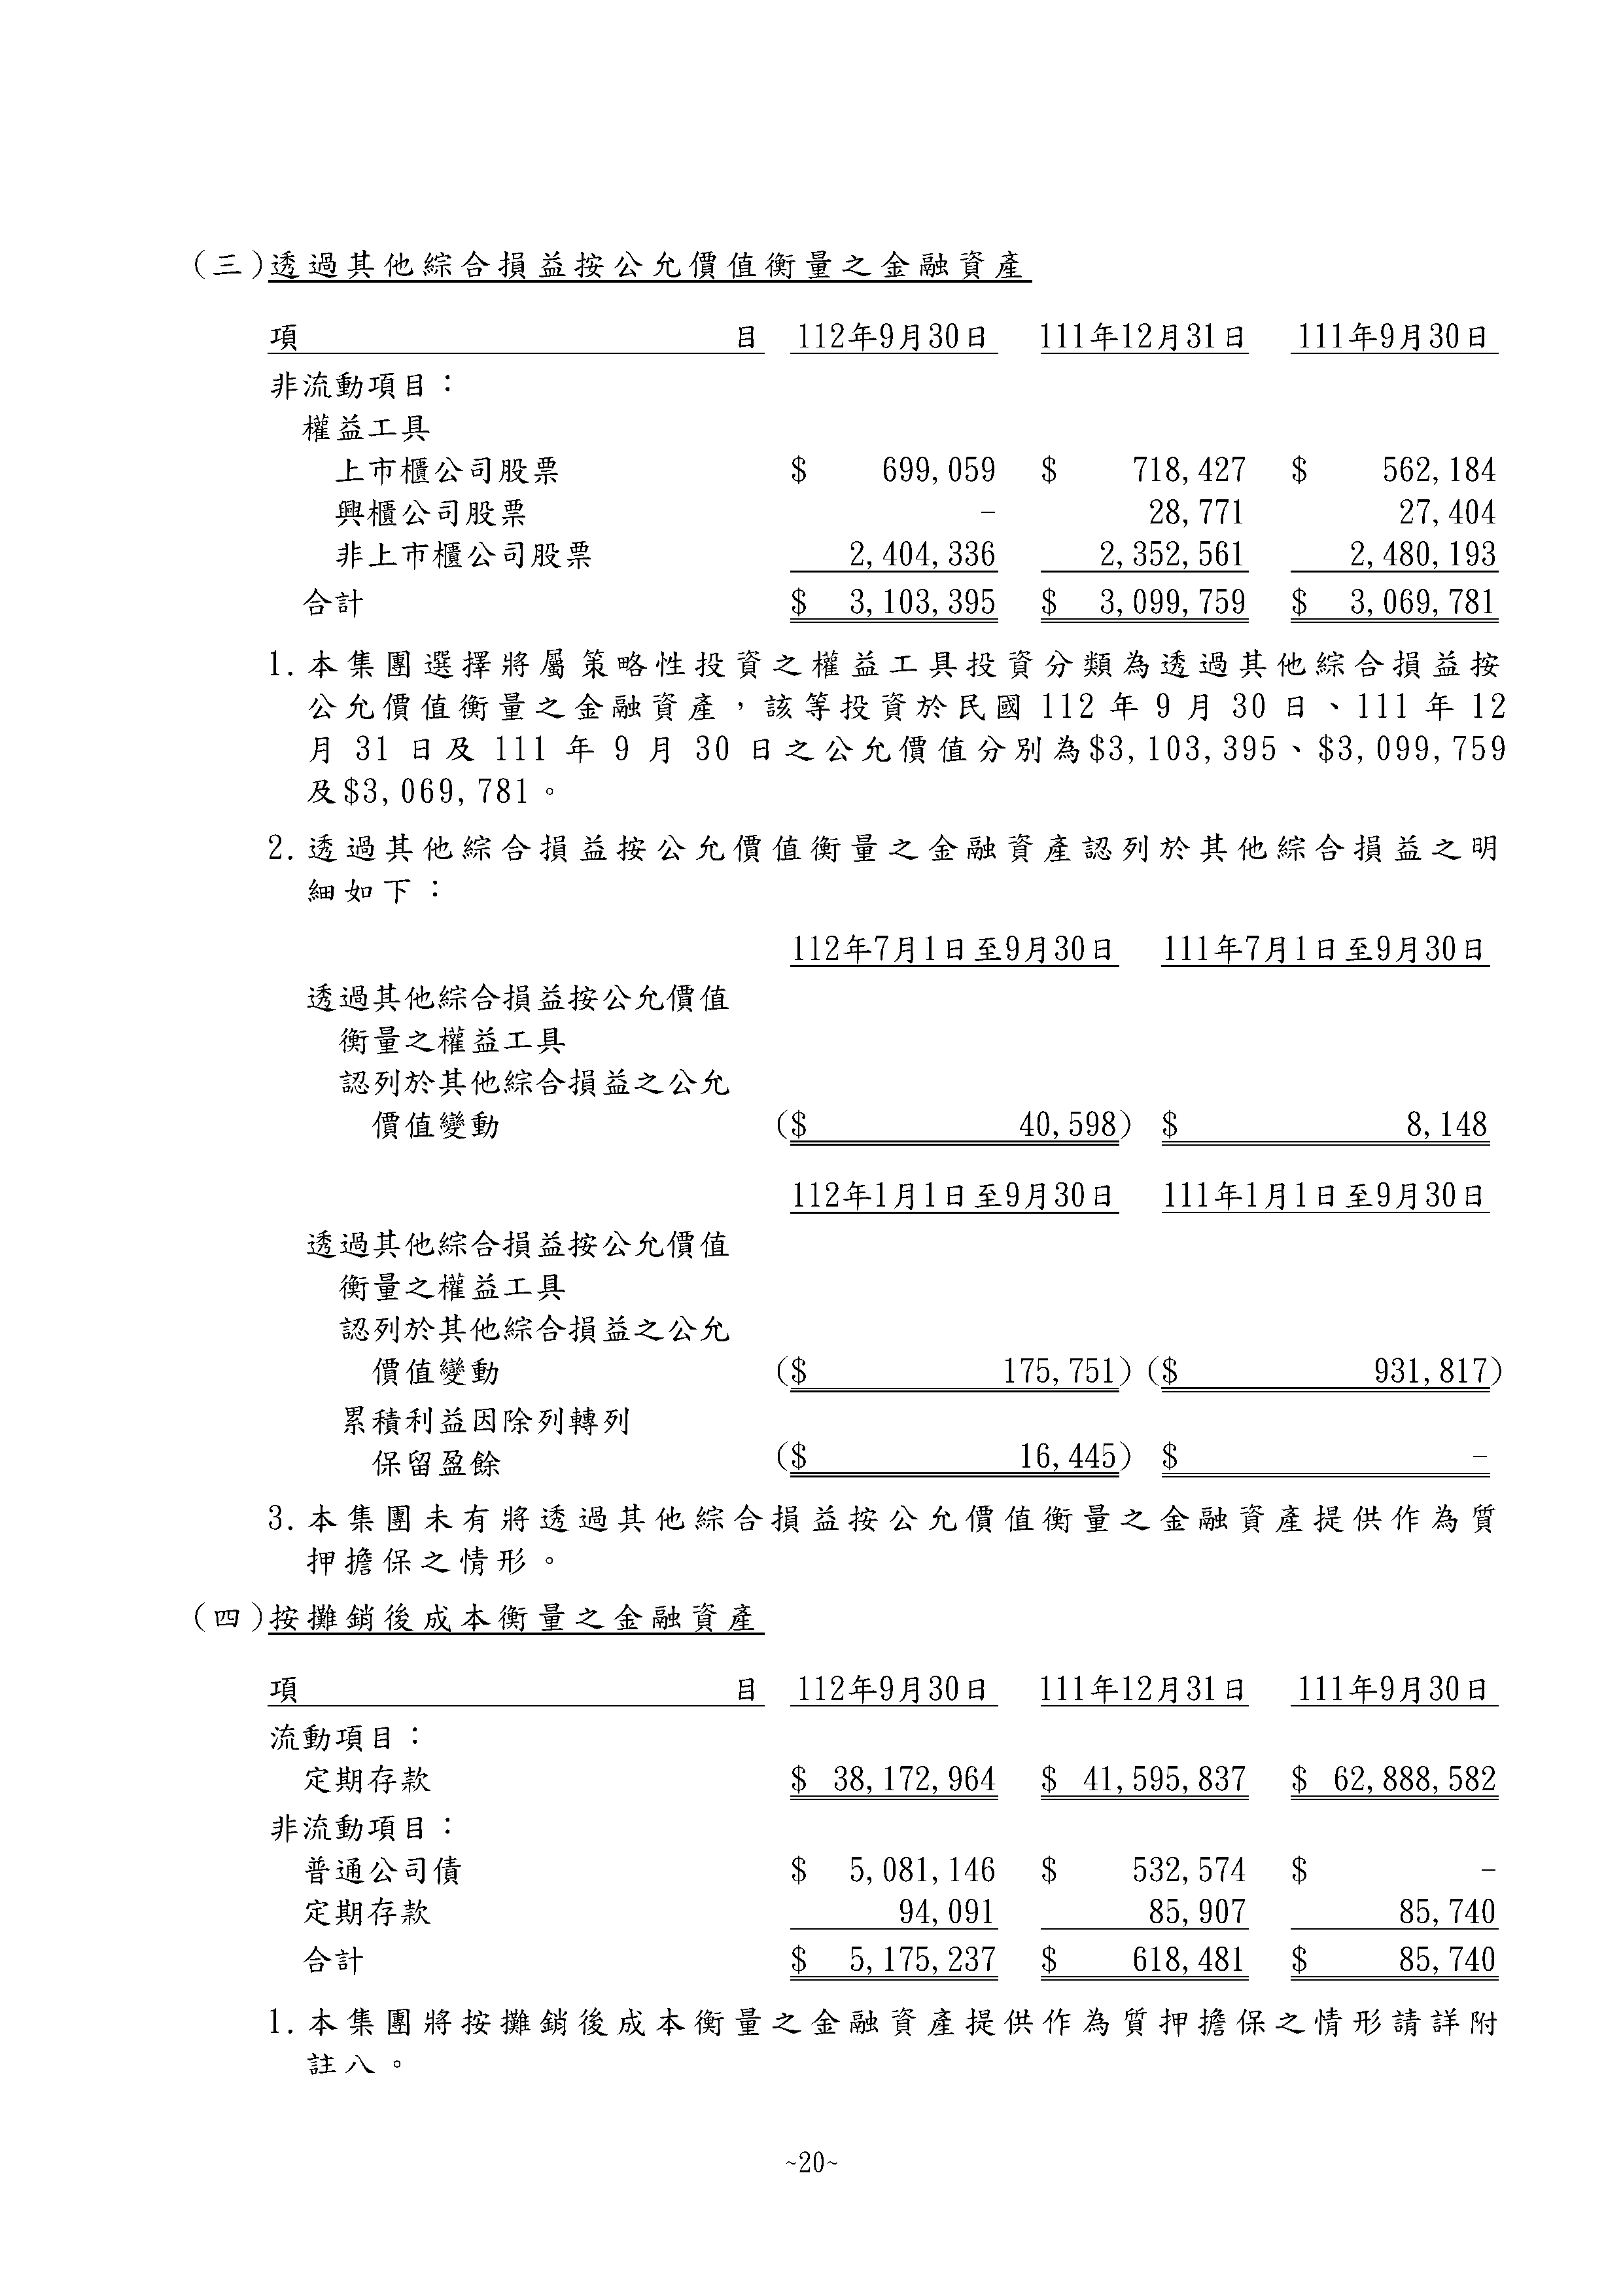 (三)透過其他綜合損益按公允價值衡量之金融資產
項 目 112年9月30日 111年12月31日 111年9月30日
非流動項目：
權益工具
上市櫃公司股票 $ 699,059 $ 718,427 $ 562,184
興櫃公司股票 - 28,771 27,404
非上市櫃公司股票 2,404,336 2,352,561 2,480,193
合計 $ 3,103,395 $ 3,099,759 $ 3,069,781
1.本集團選擇將屬策略性投資之權益工具投資分類為透過其他綜合損益按
公允價值衡量之金融資產，該等投資於民國 112 年 9 月 30 日、111 年 12
月 31 日及 111 年 9 月 30 日之公允價值分別為$3,103,395、$3,099,759
及$3,069,781。
2.透過其他綜合損益按公允價值衡量之金融資產認列於其他綜合損益之明
細如下：
112年7月1日至9月30日 111年7月1日至9月30日
透過其他綜合損益按公允價值
衡量之權益工具
認列於其他綜合損益之公允
價值變動 ($ 40,598) $ 8,148
112年1月1日至9月30日 111年1月1日至9月30日
透過其他綜合損益按公允價值
衡量之權益工具
認列於其他綜合損益之公允
價值變動 ($ 175,751) ($ 931,817)
累積利益因除列轉列
保留盈餘 ($ 16,445) $ -
3.本集團未有將透過其他綜合損益按公允價值衡量之金融資產提供作為質
押擔保之情形。
(四)按攤銷後成本衡量之金融資產
項 目 112年9月30日 111年12月31日 111年9月30日
流動項目：
定期存款 $ 38,172,964 $ 41,595,837 $ 62,888,582
非流動項目：
普通公司債 $ 5,081,146 $ 532,574 $ -
定期存款 94,091 85,907 85,740
合計 $ 5,175,237 $ 618,481 $ 85,740
1.本集團將按攤銷後成本衡量之金融資產提供作為質押擔保之情形請詳附
註八。
~20~